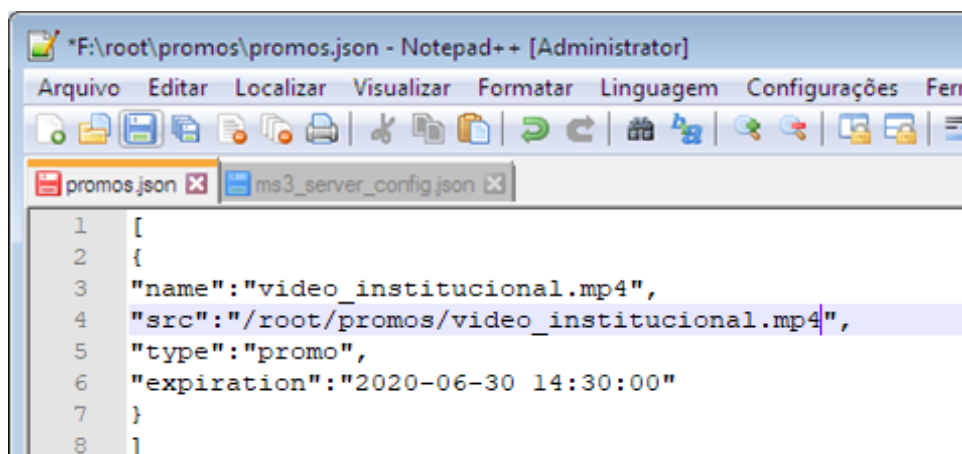 *F:\root\promos\promos.json - Notepad++ [Administrator]
Arquivo Editar Localizar Visualizar Formatar Linguagem Configurações
promos.json ms3_server_config.json
1 [
2 {
3 "name":"video_institucional.mp4",
4 "src":"/root/promos/video_institucional.mp4",
5 "type":"promo",
6 "expiration":"2020-06-30 14:30:00"
7 }
8 ]